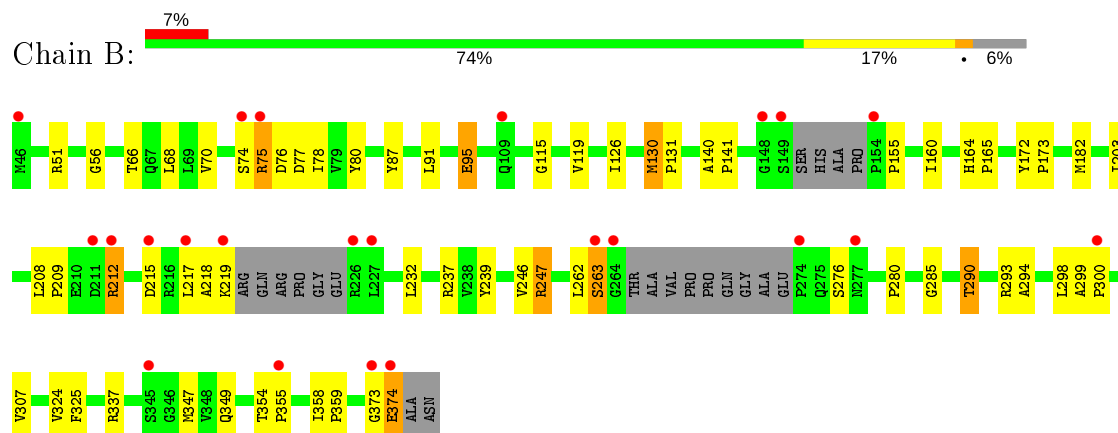 7%
Chain B:
74% 17% • 6%
M46 R51 G56 T66 Q67 L68 L69 V70 S74 R75 D76 D77 I78 V79 Y80 Y87 L91 E95 Q109 G115 V119 I126 M130 P131 A140 P141 G148 S149 SER HIS ALA PRO P154 P155 I160 H164 P165 Y172 P173 M182
L208 P209 E210 D211 R212 D215 R216 L217 A218 K219 ARG GLN ARG PRO GLY GLU R226 L227 L232 R237 V238 Y239 V246 R247 L262 S263 G264 THR ALA VAL PRO PRO GLN GLY ALA GLU P274 Q275 S276 N277 P280 G285 T290 R293 A294 L298 A299 P300
V307 V324 F325 R337 S345 G346 M347 V348 Q349 T354 P355 I358 P359 G373 E374 ALA ASN